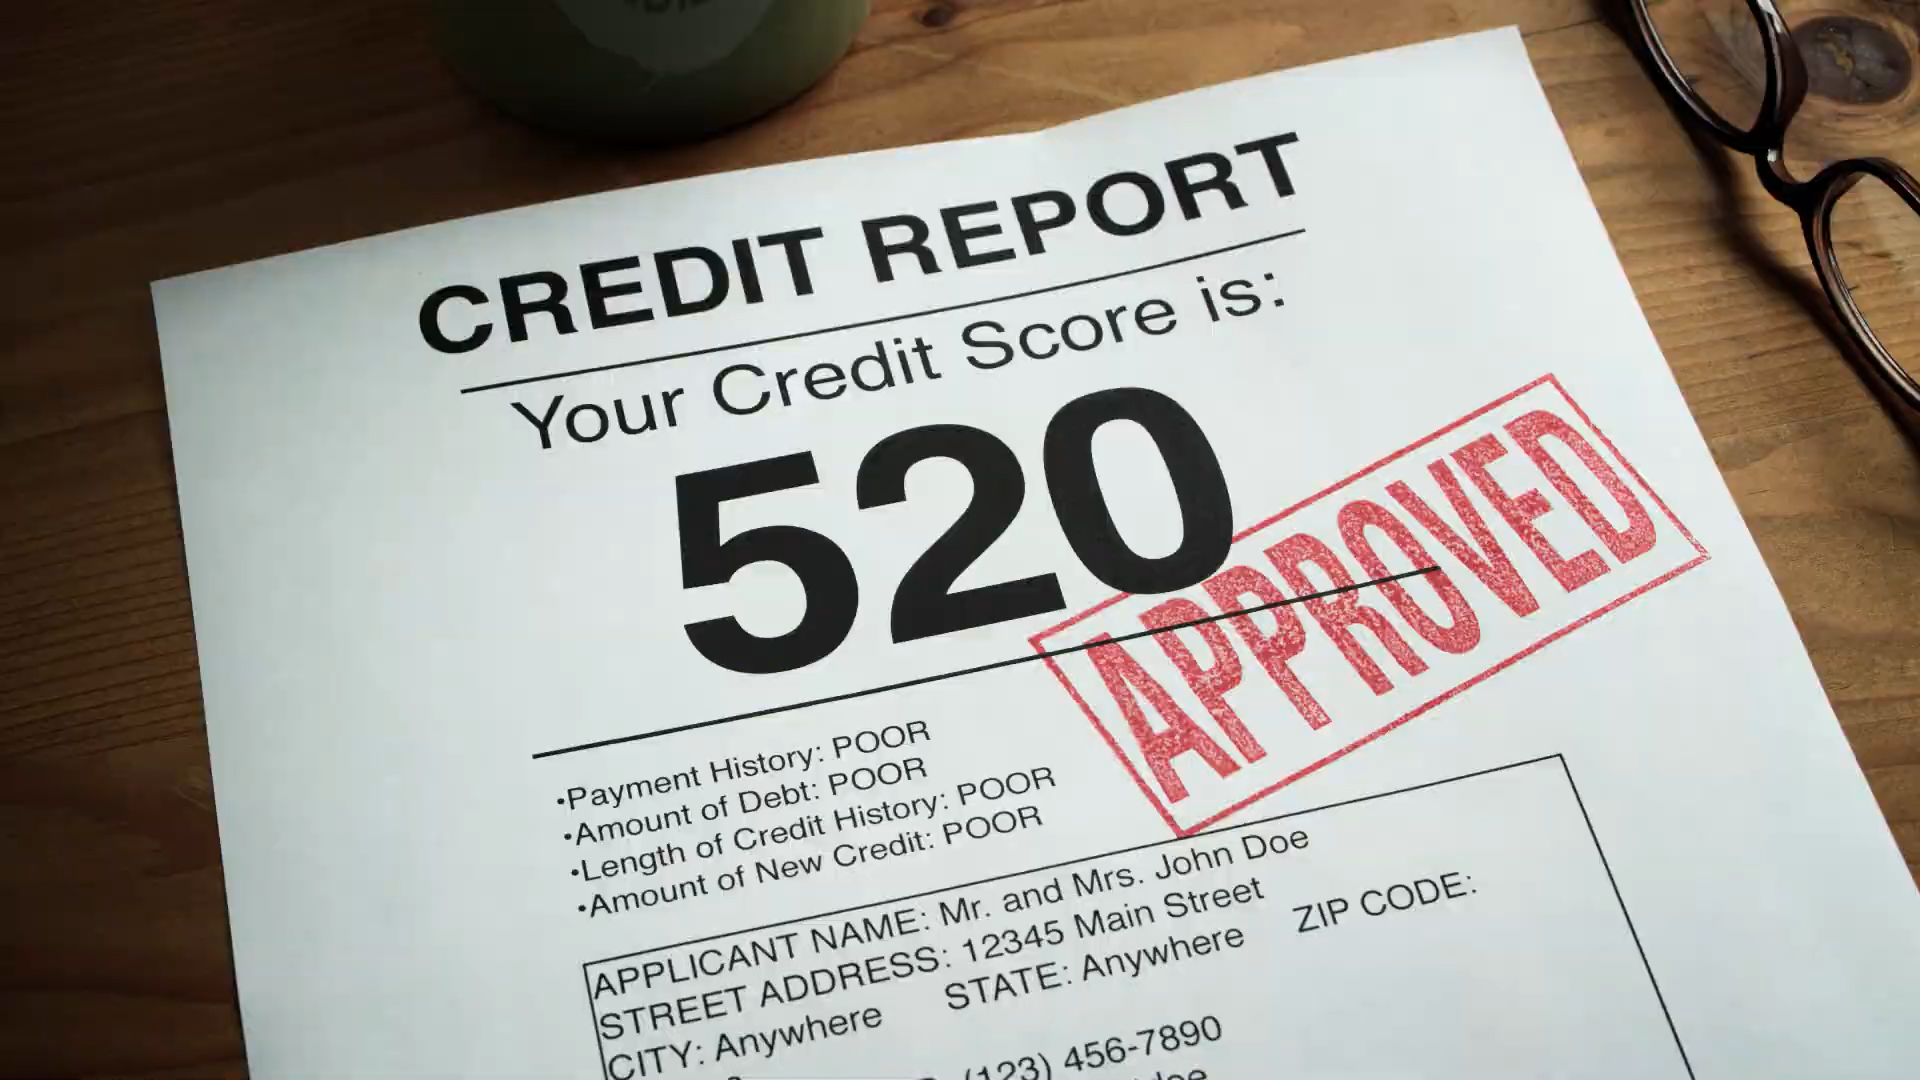 CREDIT REPORT
Your Credit Score is:
520
APPROVED
•Payment History: POOR
•Amount of Debt: POOR
•Length of Credit History: POOR
•Amount of New Credit: POOR
APPLICANT NAME: Mr. and Mrs. John Doe
STREET ADDRESS: 12345 Main Street
CITY: Anywhere STATE: Anywhere ZIP CODE:
(123) 456-7890